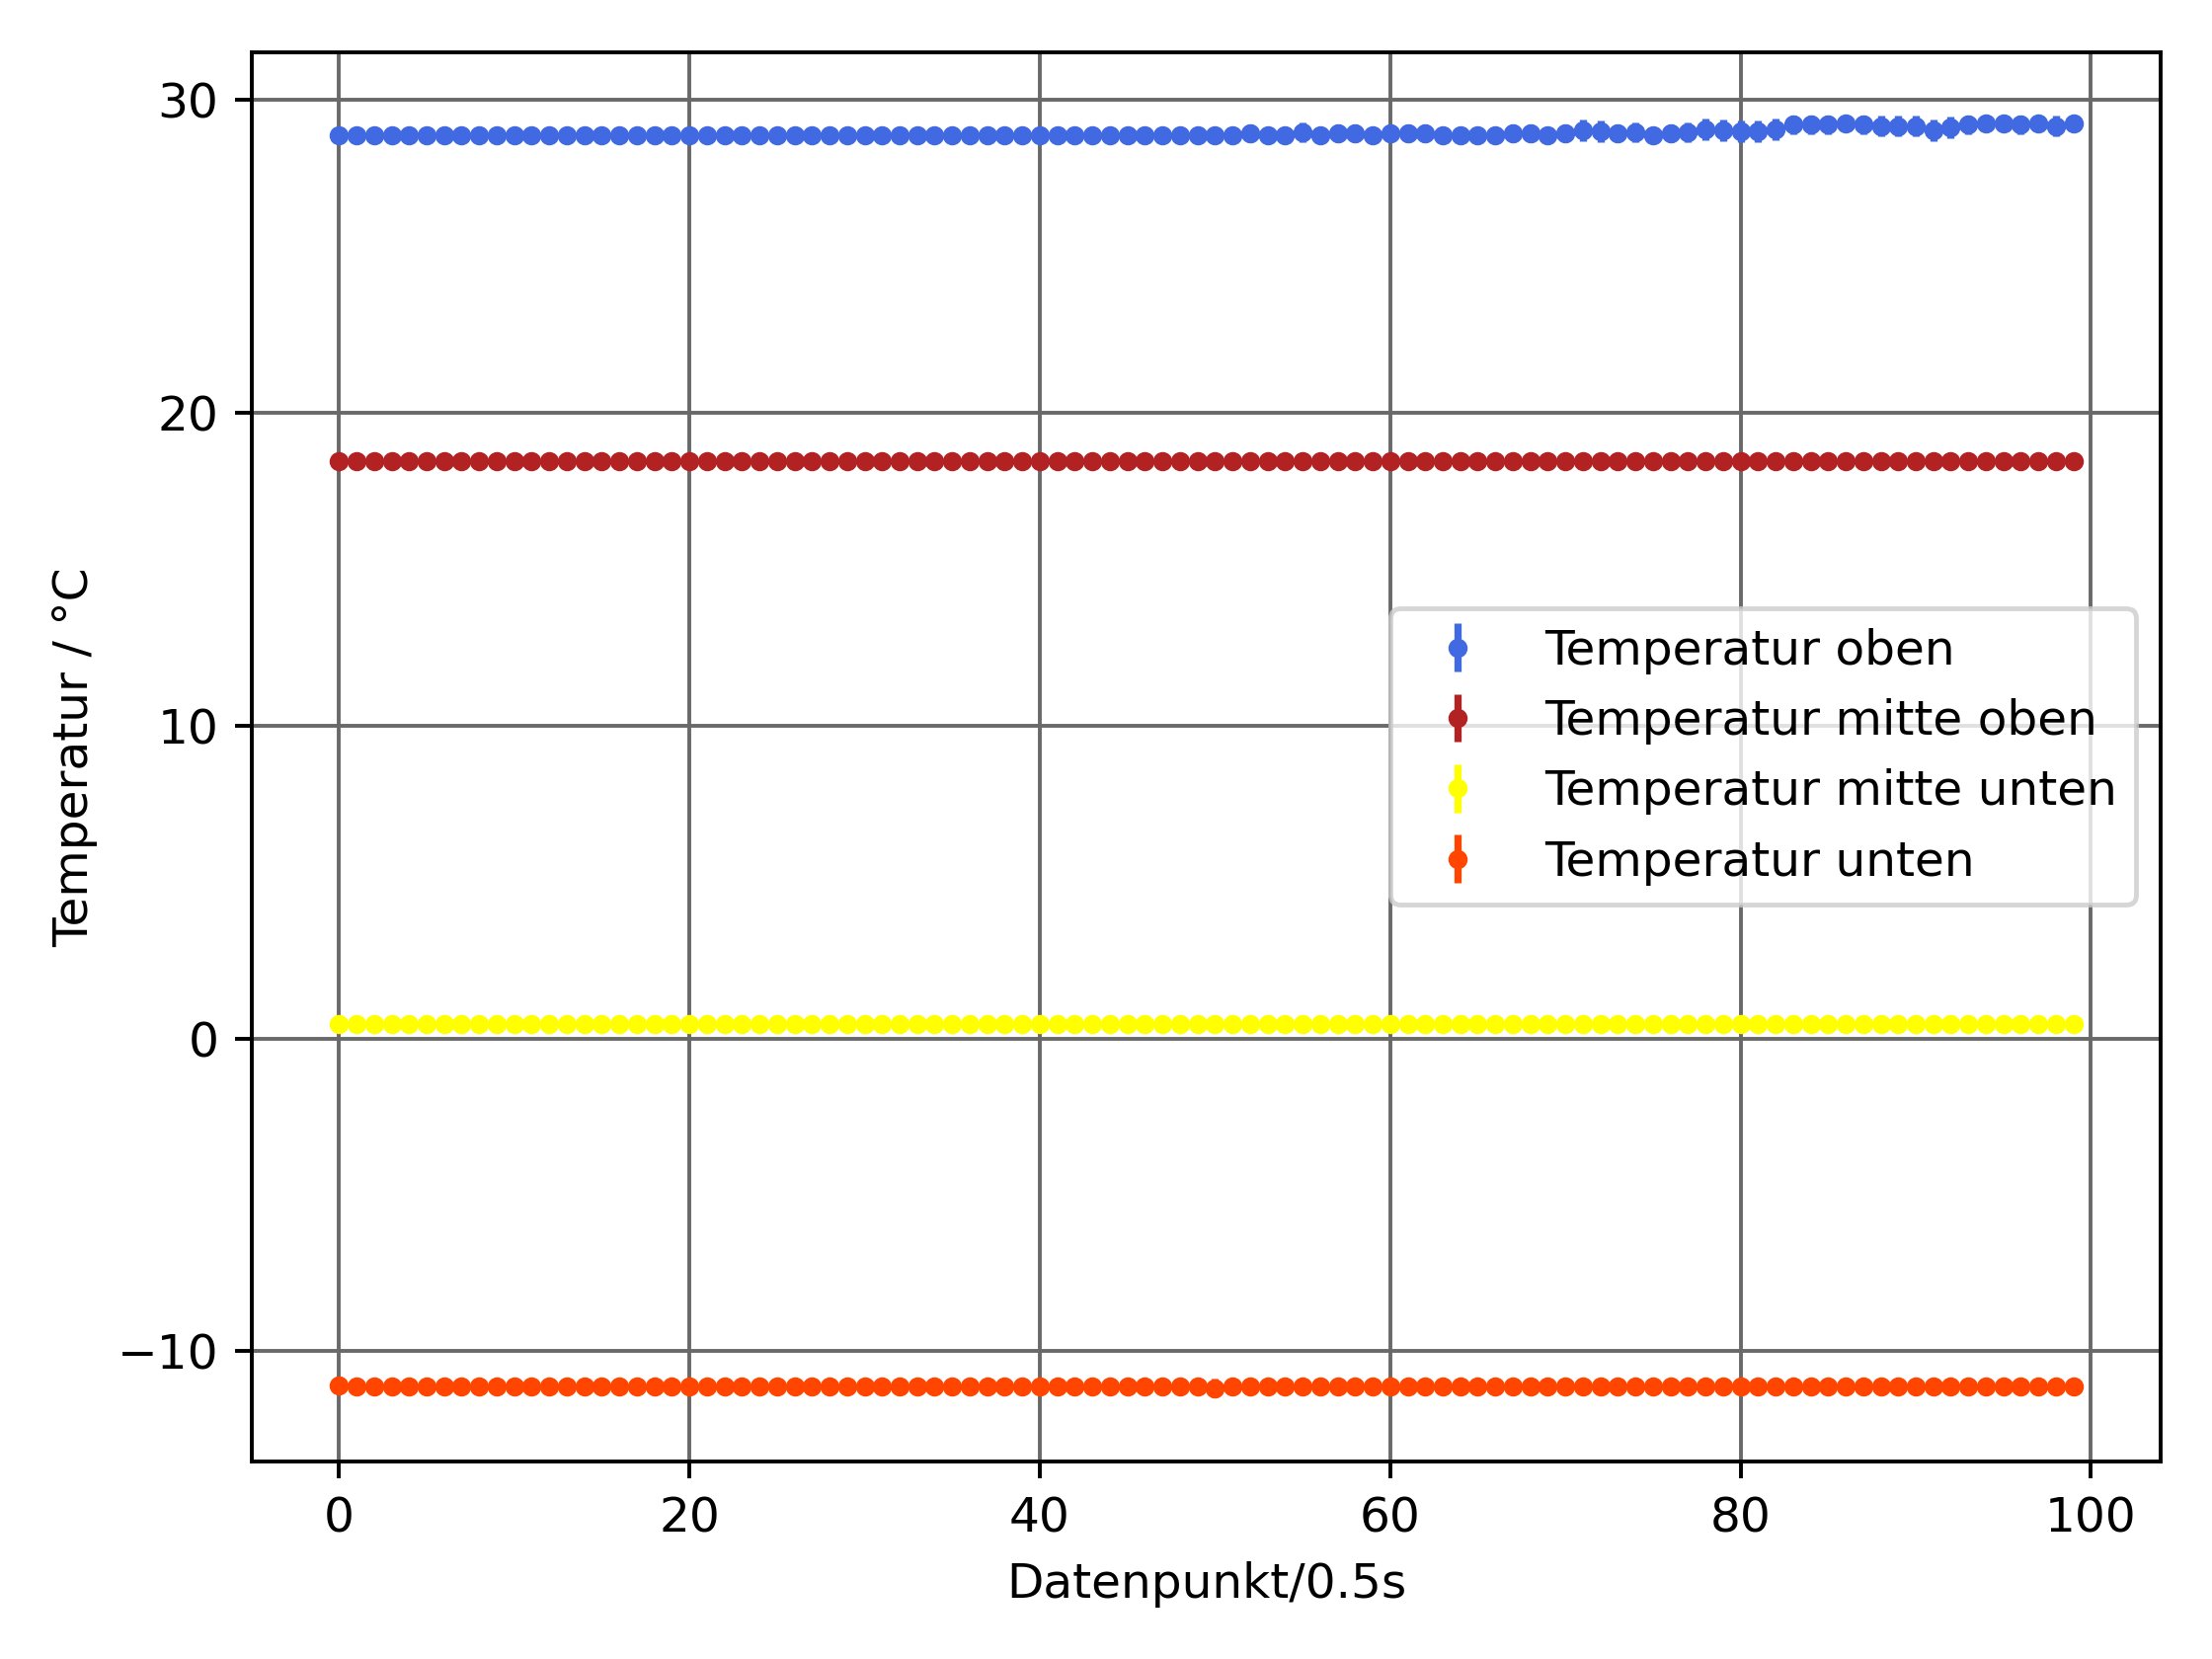 Temperatur / °C
30
20
10
0
−10
Temperatur oben
Temperatur mitte oben
Temperatur mitte unten
Temperatur unten
0 20 40 60 80 100
Datenpunkt/0.5s